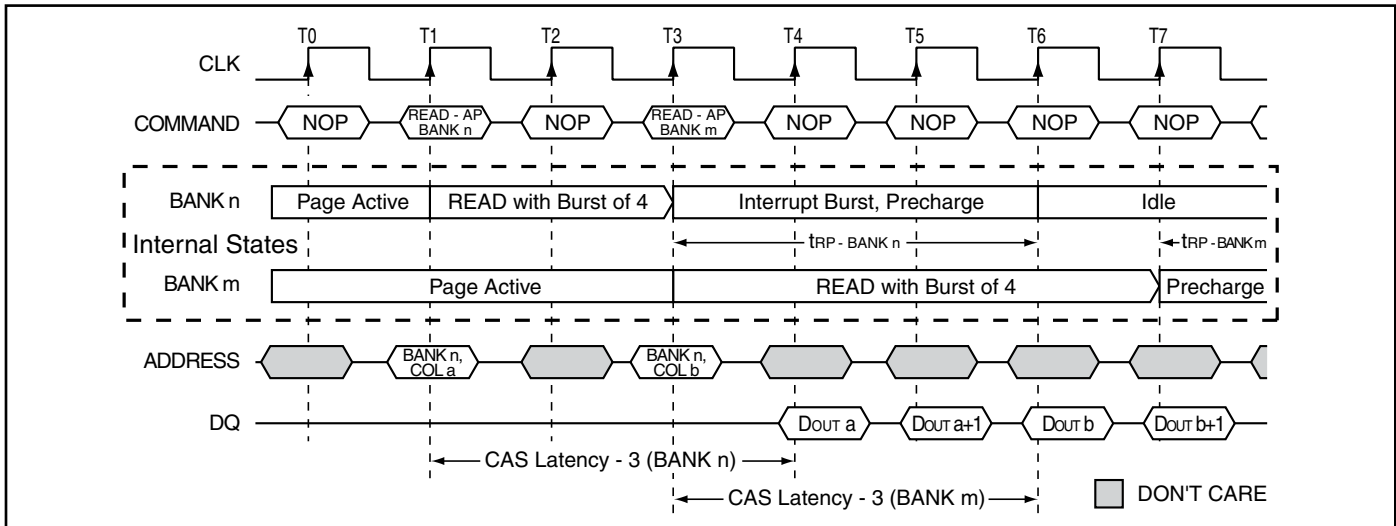 T0 T1 T2 T3 T4 T5 T6 T7
CLK
COMMAND NOP READ - AP BANK n NOP READ - AP BANK m NOP NOP NOP NOP
BANK n Page Active READ with Burst of 4 Interrupt Burst, Precharge Idle
Internal States tRP - BANK n tRP - BANK m
BANK m Page Active READ with Burst of 4 Precharge
ADDRESS BANK n, COL a BANK n, COL b
DQ DOUT a DOUT a+1 DOUT b DOUT b+1
CAS Latency - 3 (BANK n)
CAS Latency - 3 (BANK m) DON'T CARE